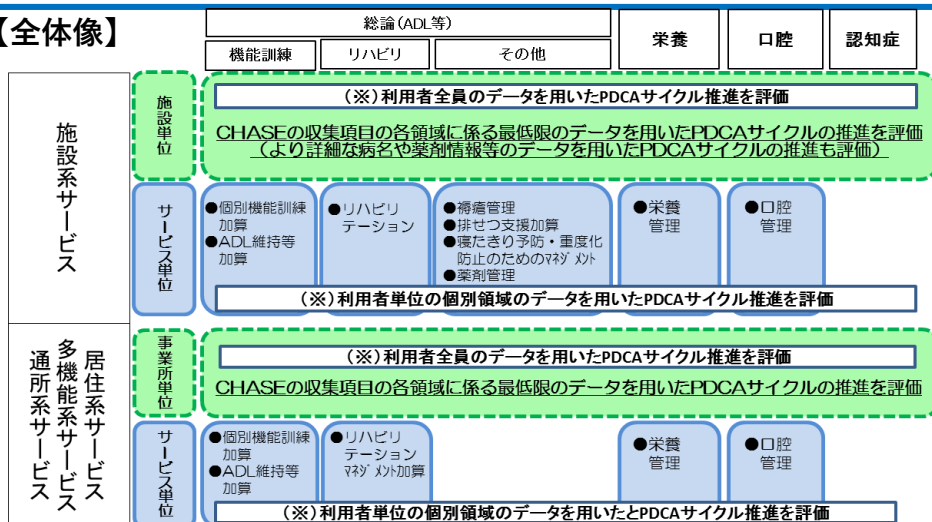 【全体像】
総論(ADL等)
機能訓練
リハビリ
その他
栄養
口腔
認知症
施設系サービス
施設単位
(※)利用者全員のデータを用いたPDCAサイクル推進を評価
CHASEの収集項目の各領域に係る最低限のデータを用いたPDCAサイクルの推進を評価
(より詳細な病名や薬剤情報等のデータを用いたPDCAサイクルの推進も評価)
サービス単位
●個別機能訓練
加算
●ADL維持等
加算
●リハビリ
テーション
●褥瘡管理
●排せつ支援加算
●寝たきり予防・重度化
防止のためのマネジメント
●薬剤管理
●栄養
管理
●口腔
管理
(※)利用者単位の個別領域のデータを用いたPDCAサイクル推進を評価
居住系サービス
多機能系サービス
通所系サービス
事業所単位
(※)利用者全員のデータを用いたPDCAサイクル推進を評価
CHASEの収集項目の各領域に係る最低限のデータを用いたPDCAサイクルの推進を評価
サービス単位
●個別機能訓練
加算
●ADL維持等
加算
●リハビリ
テーション
マネジメント加算
●栄養
管理
●口腔
管理
(※)利用者単位の個別領域のデータを用いたとPDCAサイクル推進を評価